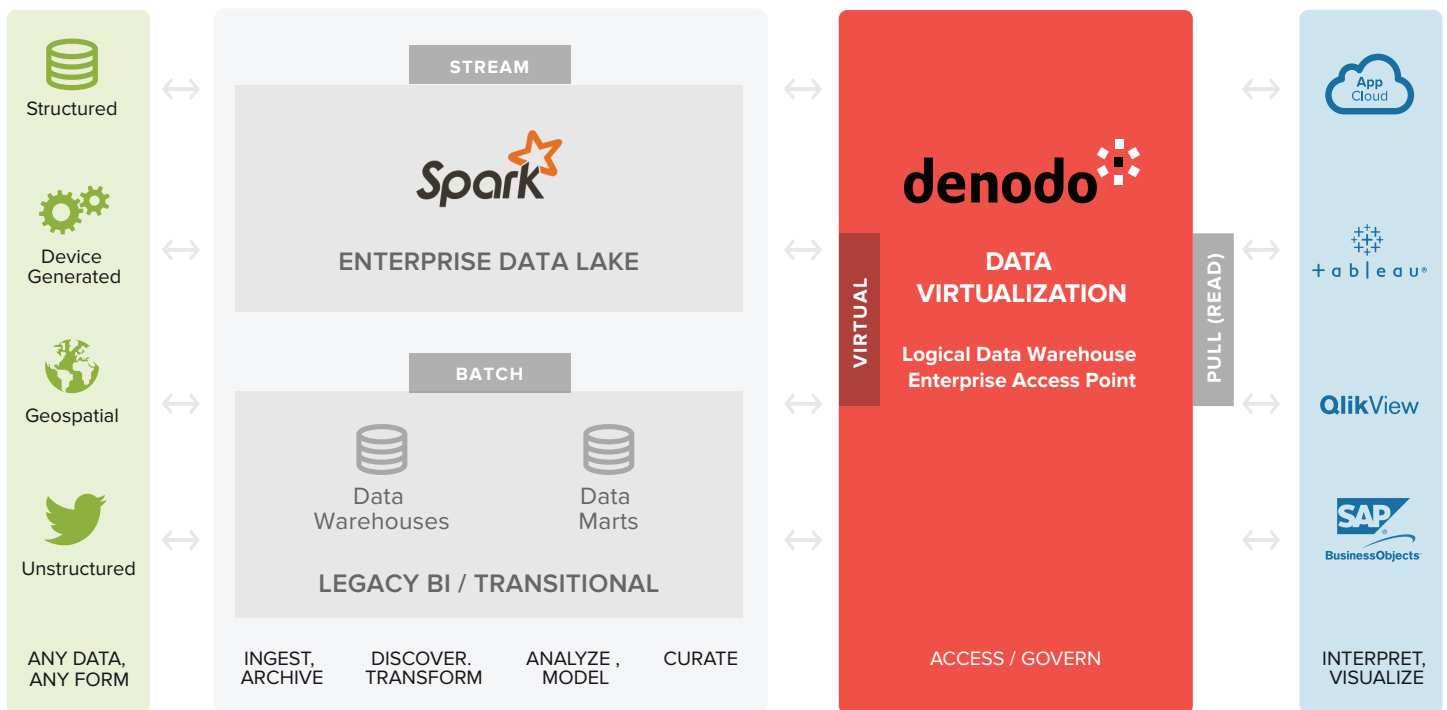 Structured
Device
Generated
Geospatial
Unstructured
ANY DATA,
ANY FORM
STREAM
Spark
ENTERPRISE DATA LAKE
BATCH
Data
Warehouses
Data
Marts
LEGACY BI / TRANSITIONAL
INGEST,
ARCHIVE
DISCOVER.
TRANSFORM
ANALYZE ,
MODEL
CURATE
denodo
VIRTUAL
DATA
VIRTUALIZATION
Logical Data Warehouse
Enterprise Access Point
PULL (READ)
ACCESS / GOVERN
App
Cloud
+ableau®
QlikView
SAP®
BusinessObjects
INTERPRET,
VISUALIZE